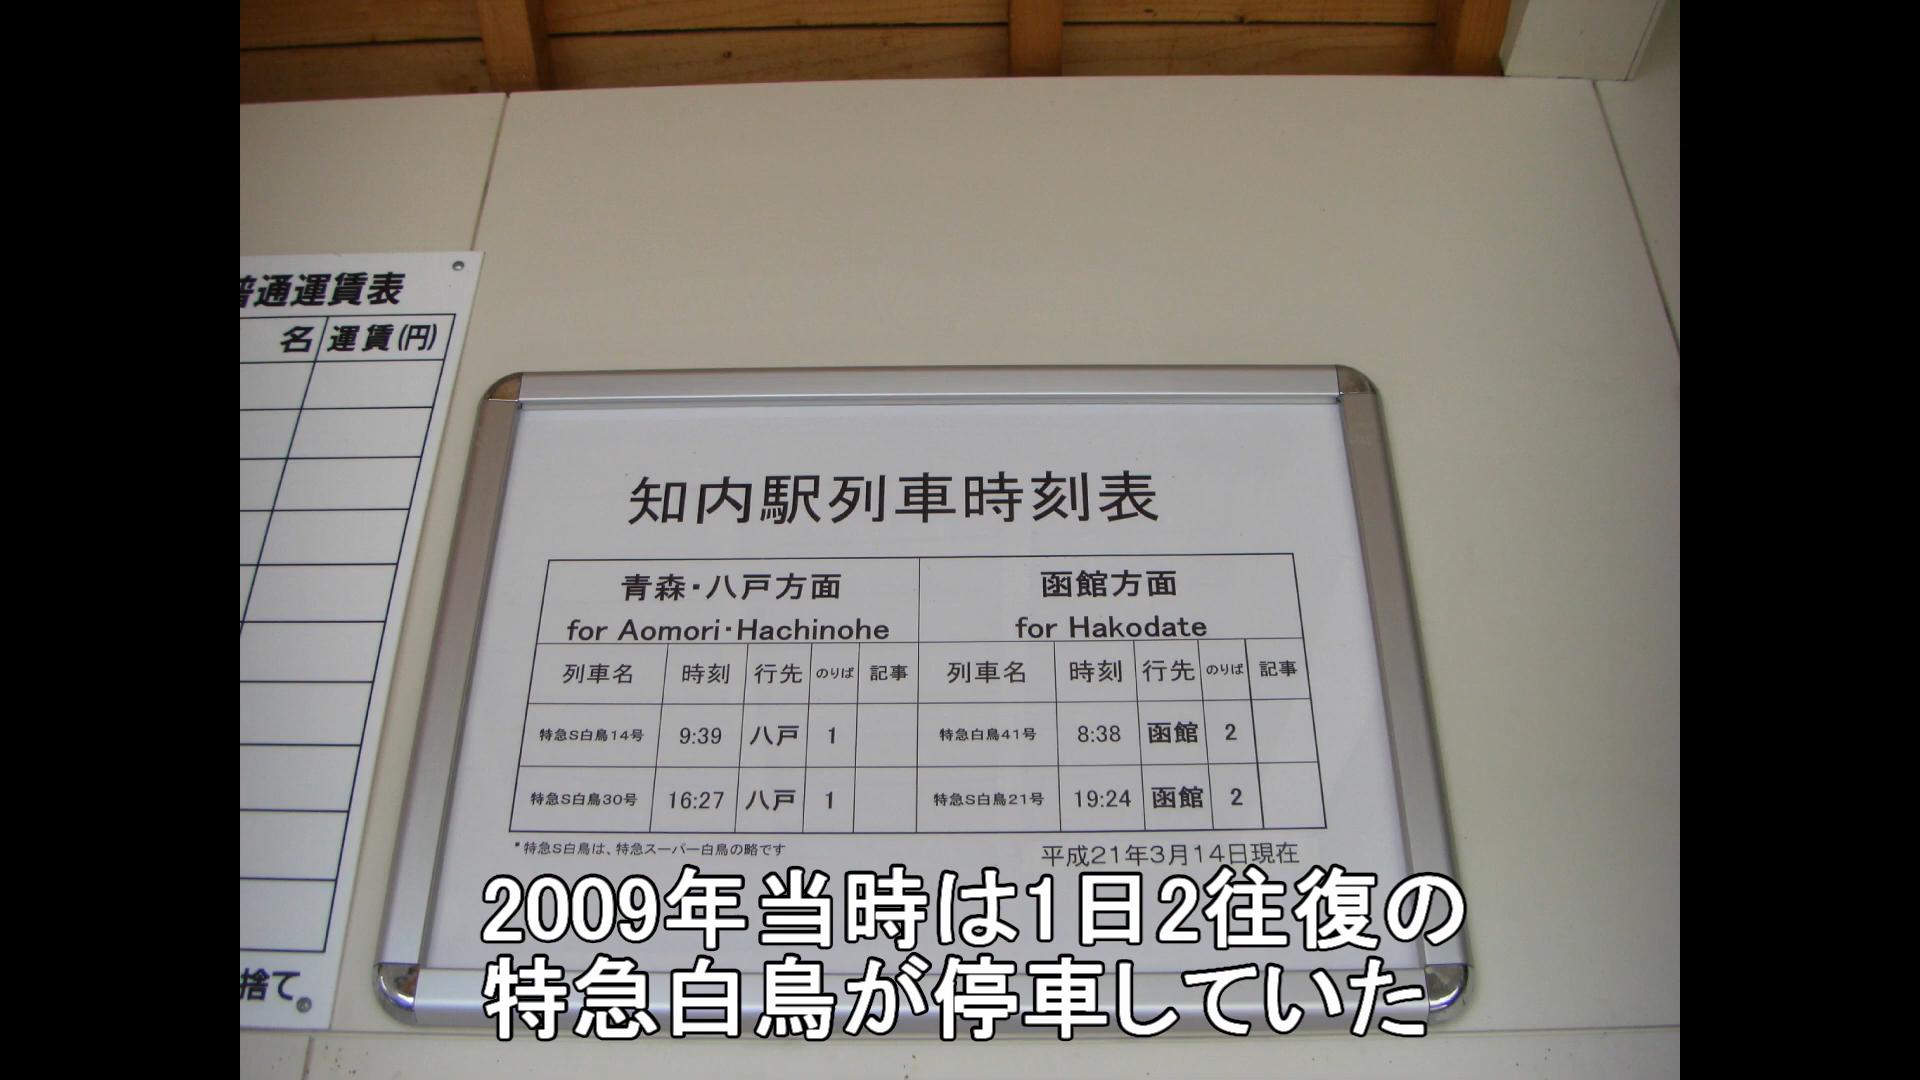 普通運賃表
名 運賃(円)
捨て。
知内駅列車時刻表
青森・八戸方面 函館方面
for Aomori・Hachinohe for Hakodate
列車名 時刻 行先 のりば 記事 列車名 時刻 行先 のりば 記事
特急S白鳥14号 9:39 八戸 1 特急白鳥41号 8:38 函館 2
特急S白鳥30号 16:27 八戸 1 特急S白鳥21号 19:24 函館 2
*特急S白鳥は、特急スーパー白鳥の略です
平成21年3月14日現在
2009年当時は1日2往復の
特急白鳥が停車していた